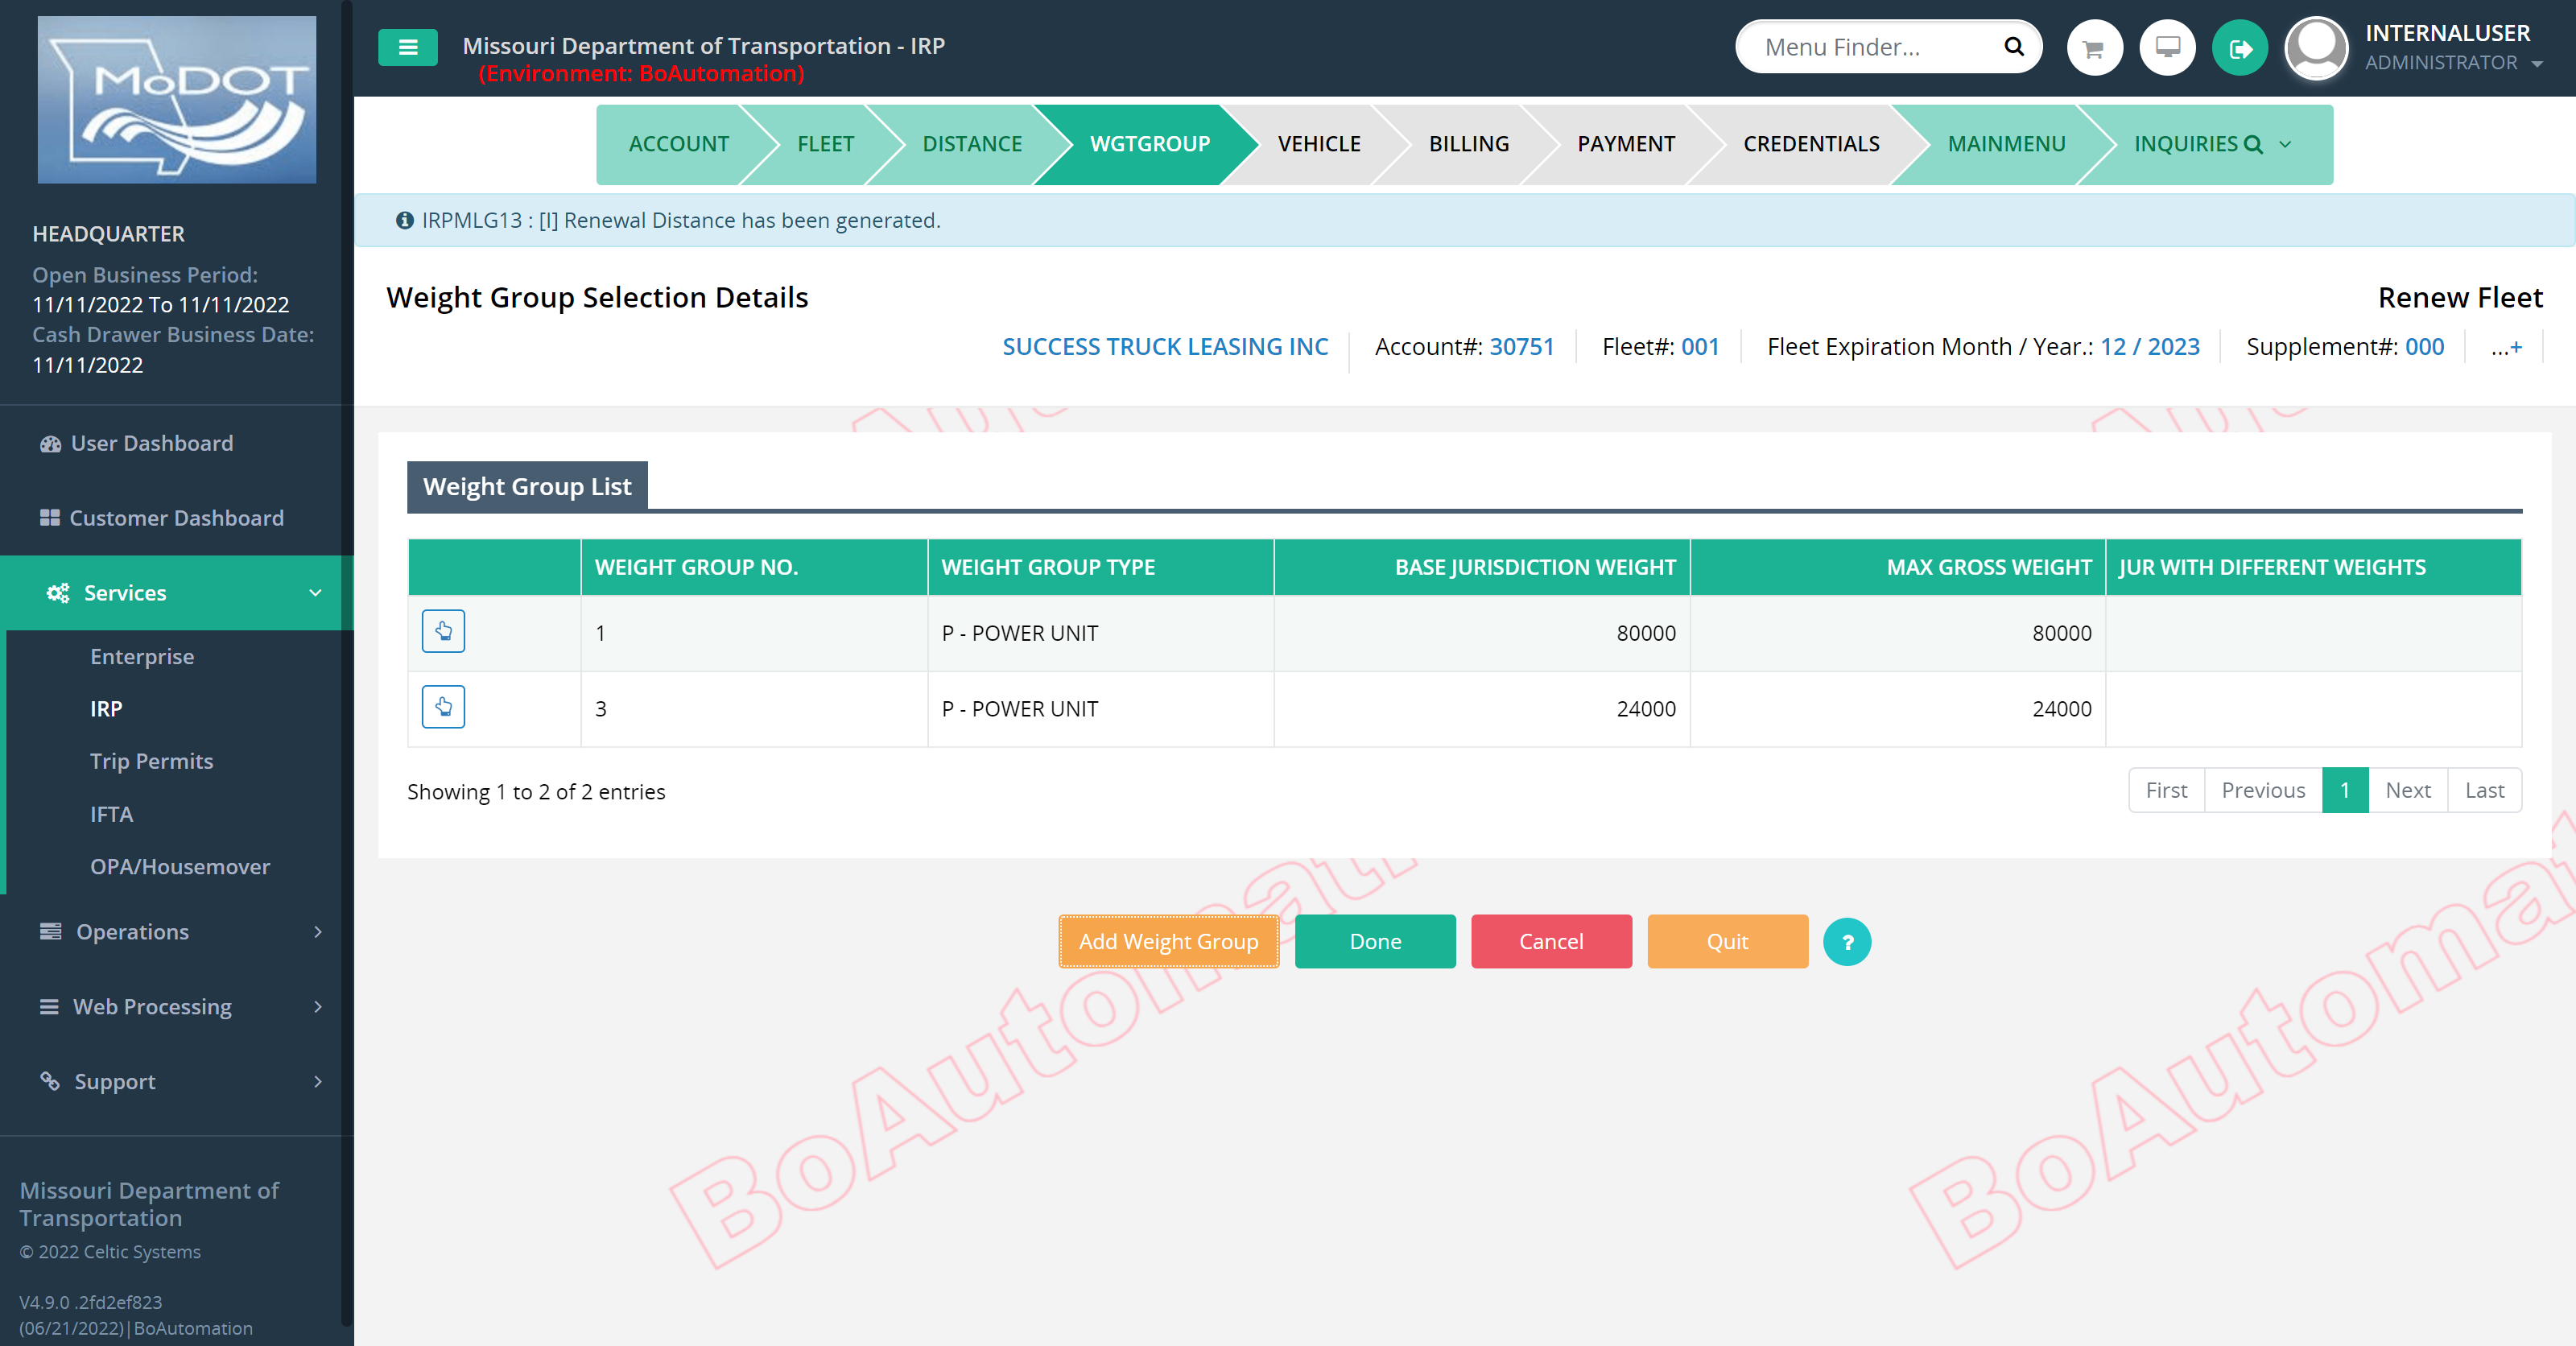 MoDOT
Missouri Department of Transportation - IRP
(Environment: BoAutomation)
Menu Finder...
INTERNALUSER
ADMINISTRATOR
ACCOUNT
FLEET
DISTANCE
WGTGROUP
VEHICLE
BILLING
PAYMENT
CREDENTIALS
MAINMENU
INQUIRIES
IRPMLG13 : [I] Renewal Distance has been generated.
HEADQUARTER
Open Business Period:
11/11/2022 To 11/11/2022
Cash Drawer Business Date:
11/11/2022
User Dashboard
Customer Dashboard
Services
Enterprise
IRP
Trip Permits
IFTA
OPA/Housemover
Operations
Web Processing
Support
Missouri Department of
Transportation
© 2022 Celtic Systems
V4.9.0 .2fd2ef823
(06/21/2022)|BoAutomation
Weight Group Selection Details
Renew Fleet
SUCCESS TRUCK LEASING INC
Account#: 30751
Fleet#: 001
Fleet Expiration Month / Year.: 12 / 2023
Supplement#: 000
...+
Weight Group List
WEIGHT GROUP NO. WEIGHT GROUP TYPE BASE JURISDICTION WEIGHT MAX GROSS WEIGHT JUR WITH DIFFERENT WEIGHTS
1 P - POWER UNIT 80000 80000
3 P - POWER UNIT 24000 24000
Showing 1 to 2 of 2 entries
First Previous 1 Next Last
Add Weight Group
Done
Cancel
Quit
?
BoAutomati
BoAutomat